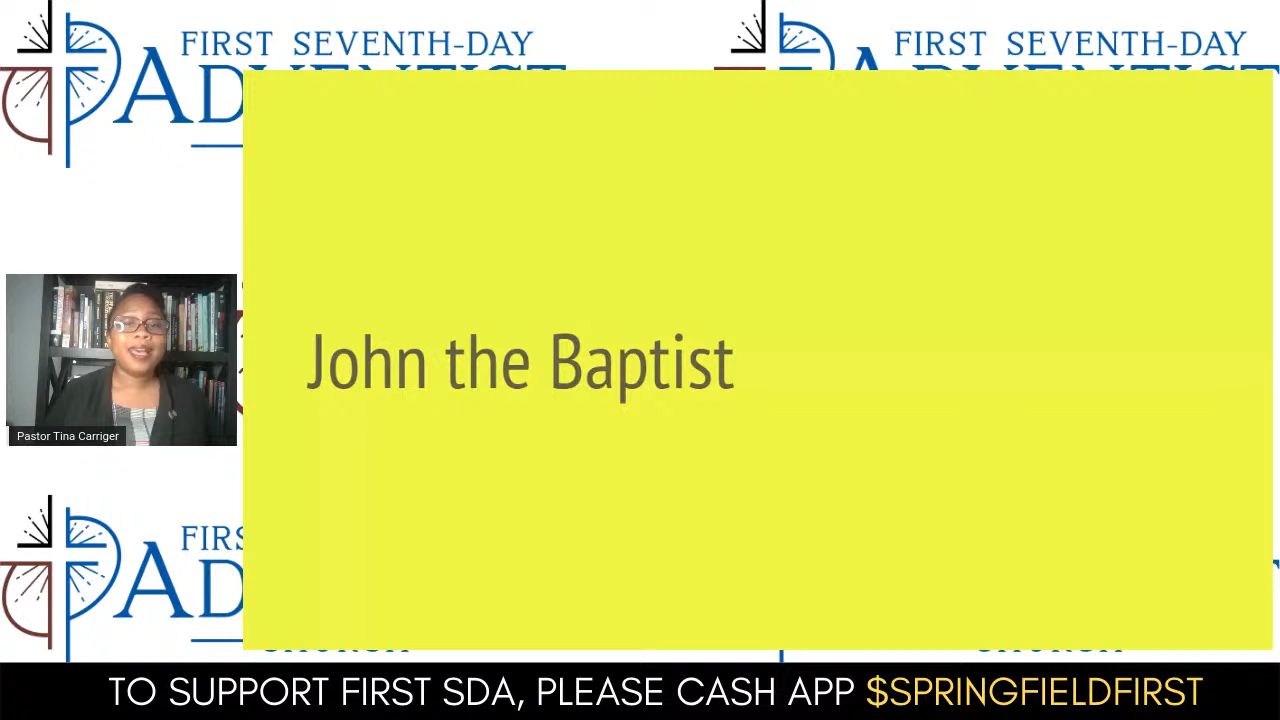 FIRST SEVENTH-DAY
FIRST SEVENTH-DAY
John the Baptist
Pastor Tina Carriger
TO SUPPORT FIRST SDA, PLEASE CASH APP $SPRINGFIELDFIRST